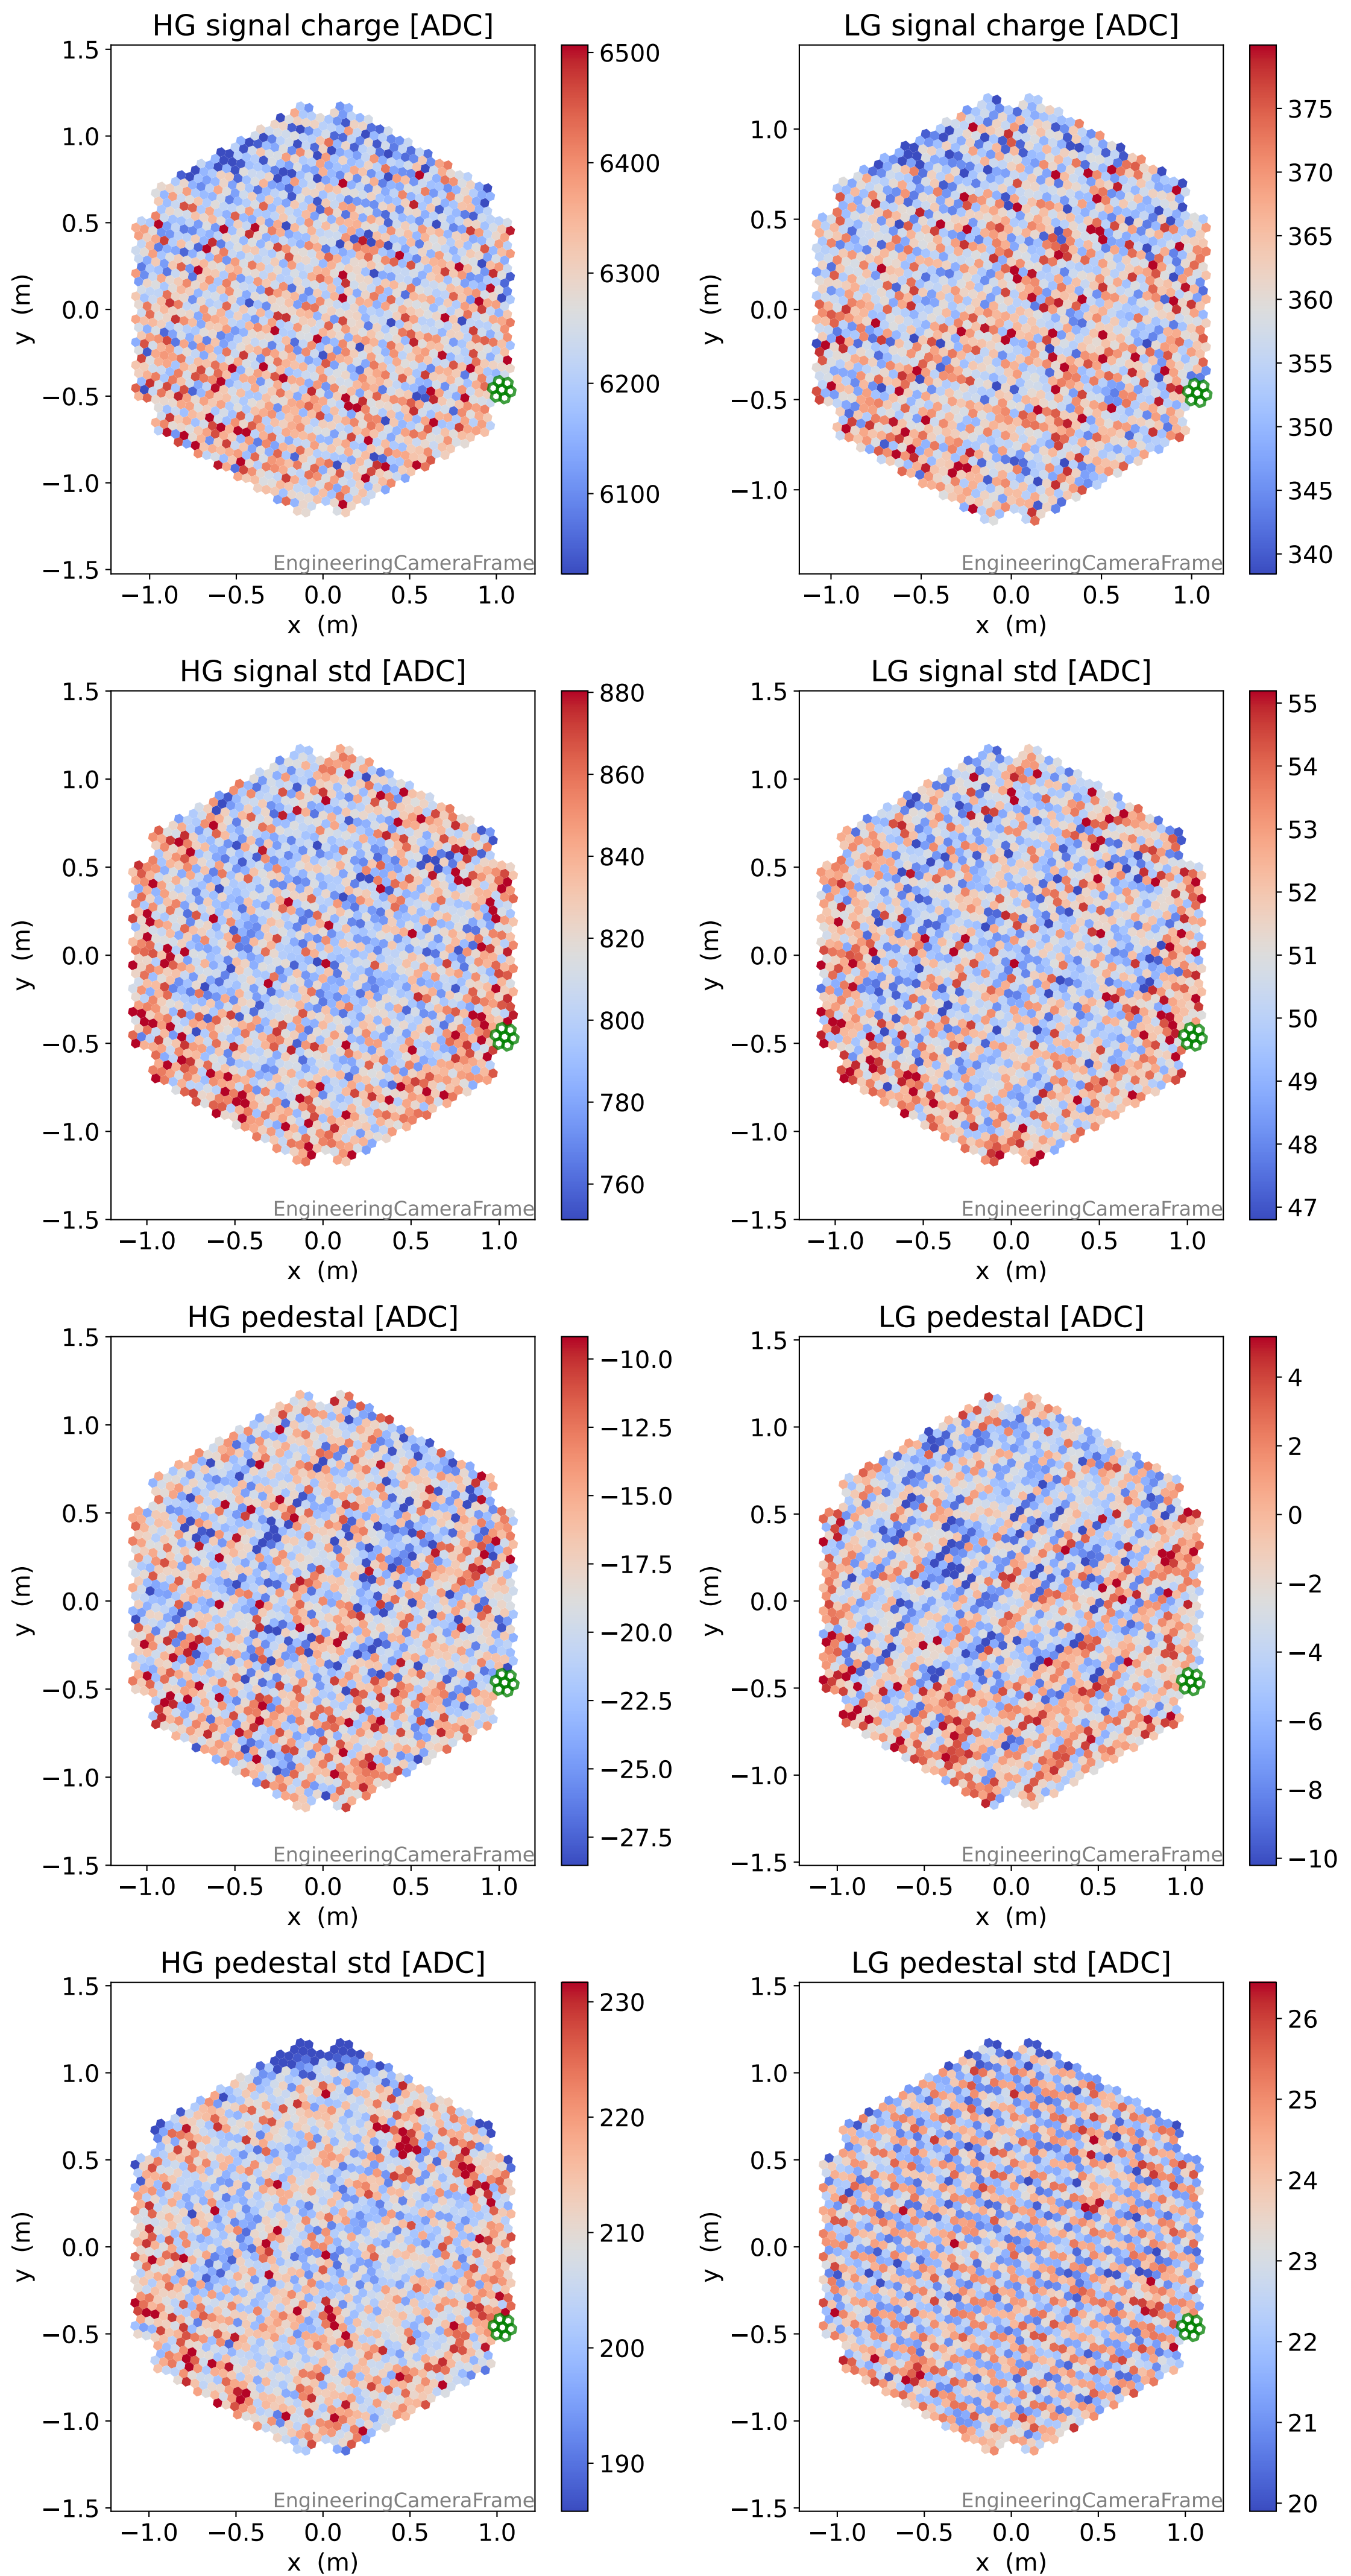 HG signal charge [ADC]
LG signal charge [ADC]
1.5
1.0
0.5
0.0
−0.5
−1.0
−1.5
y (m)
−1.0 −0.5 0.0 0.5 1.0
x (m)
EngineeringCameraFrame
6500
6400
6300
6200
6100
1.0
0.5
0.0
−0.5
−1.0
y (m)
−1.0 −0.5 0.0 0.5 1.0
x (m)
EngineeringCameraFrame
375
370
365
360
355
350
345
340
HG signal std [ADC]
LG signal std [ADC]
1.5
1.0
0.5
0.0
−0.5
−1.0
−1.5
y (m)
−1.0 −0.5 0.0 0.5 1.0
x (m)
EngineeringCameraFrame
880
860
840
820
800
780
760
1.5
1.0
0.5
0.0
−0.5
−1.0
−1.5
y (m)
−1.0 −0.5 0.0 0.5 1.0
x (m)
EngineeringCameraFrame
55
54
53
52
51
50
49
48
47
HG pedestal [ADC]
LG pedestal [ADC]
1.5
1.0
0.5
0.0
−0.5
−1.0
−1.5
y (m)
−1.0 −0.5 0.0 0.5 1.0
x (m)
EngineeringCameraFrame
−10.0
−12.5
−15.0
−17.5
−20.0
−22.5
−25.0
−27.5
1.5
1.0
0.5
0.0
−0.5
−1.0
−1.5
y (m)
−1.0 −0.5 0.0 0.5 1.0
x (m)
EngineeringCameraFrame
4
2
0
−2
−4
−6
−8
−10
HG pedestal std [ADC]
LG pedestal std [ADC]
1.5
1.0
0.5
0.0
−0.5
−1.0
−1.5
y (m)
−1.0 −0.5 0.0 0.5 1.0
x (m)
EngineeringCameraFrame
230
220
210
200
190
1.5
1.0
0.5
0.0
−0.5
−1.0
−1.5
y (m)
−1.0 −0.5 0.0 0.5 1.0
x (m)
EngineeringCameraFrame
26
25
24
23
22
21
20